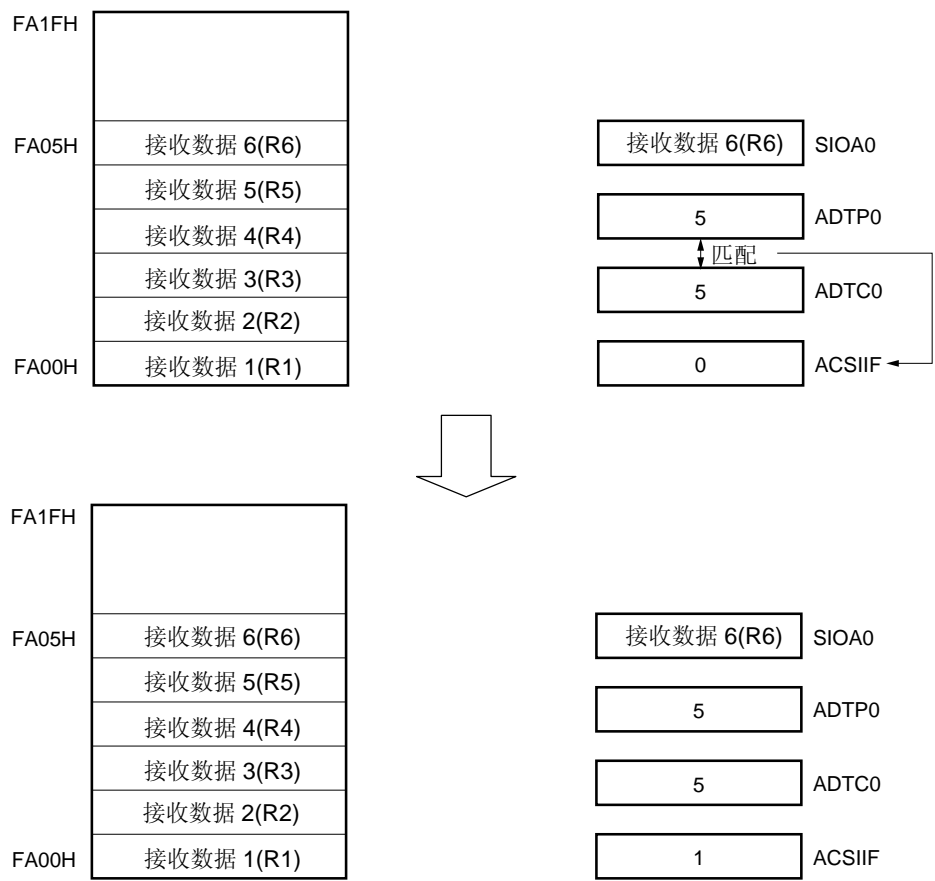 FA1FH
FA05H 接收数据 6(R6) 接收数据 6(R6) SIOA0
接收数据 5(R5)
5 ADTP0
接收数据 4(R4)
匹配
接收数据 3(R3)
5 ADTC0
接收数据 2(R2)
FA00H 接收数据 1(R1) 0 ACSIIF
FA1FH
FA05H 接收数据 6(R6) 接收数据 6(R6) SIOA0
接收数据 5(R5)
5 ADTP0
接收数据 4(R4)
接收数据 3(R3)
5 ADTC0
接收数据 2(R2)
FA00H 接收数据 1(R1) 1 ACSIIF